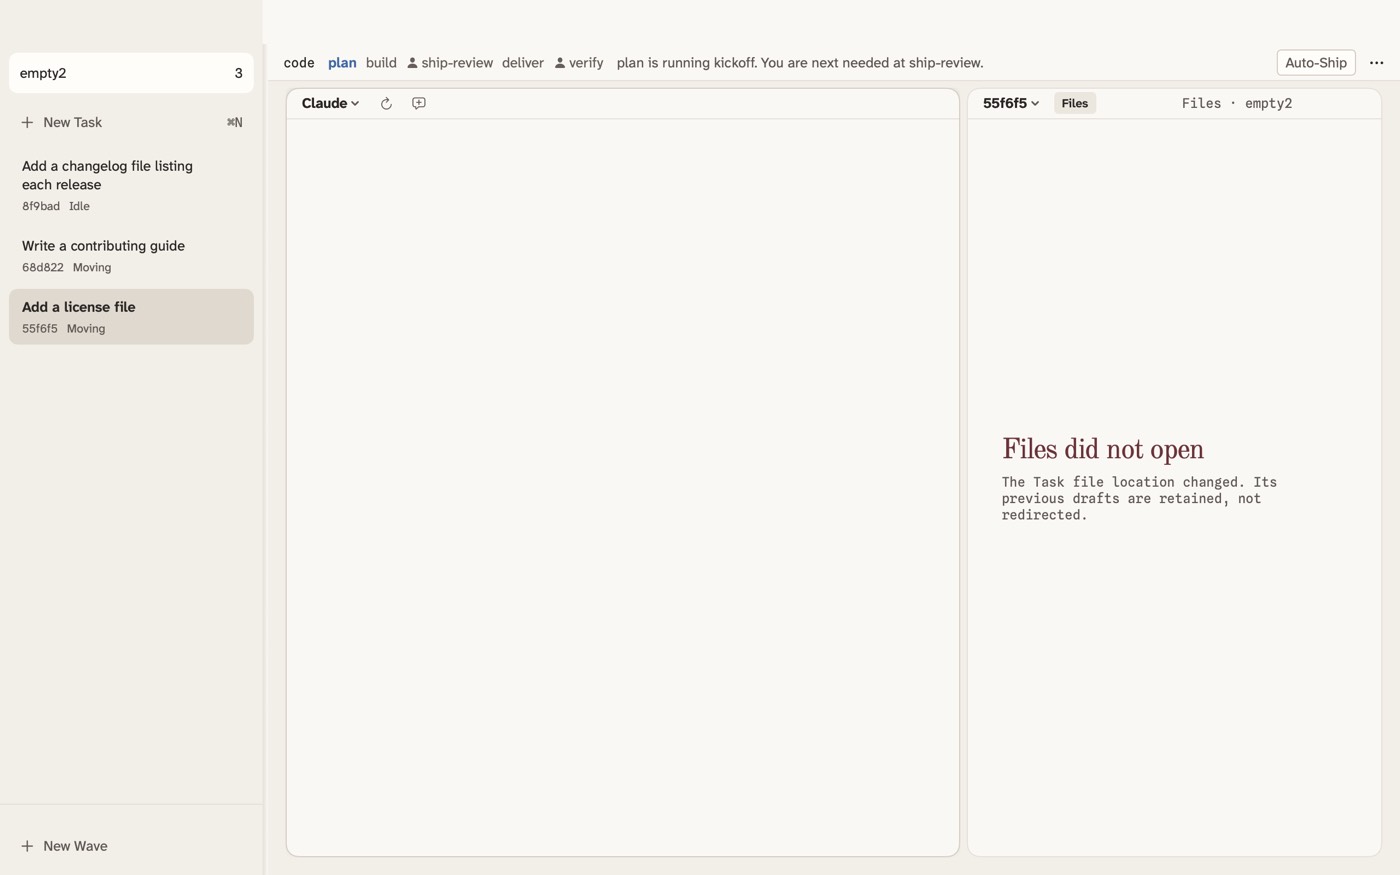 empty2 3
New Task ⌘N
Add a changelog file listing
each release
8f9bad Idle
Write a contributing guide
68d822 Moving
Add a license file
55f6f5 Moving
New Wave
code plan build ship-review deliver verify plan is running kickoff. You are next needed at ship-review.
Auto-Ship
Claude
55f6f5 Files Files · empty2
Files did not open
The Task file location changed. Its
previous drafts are retained, not
redirected.